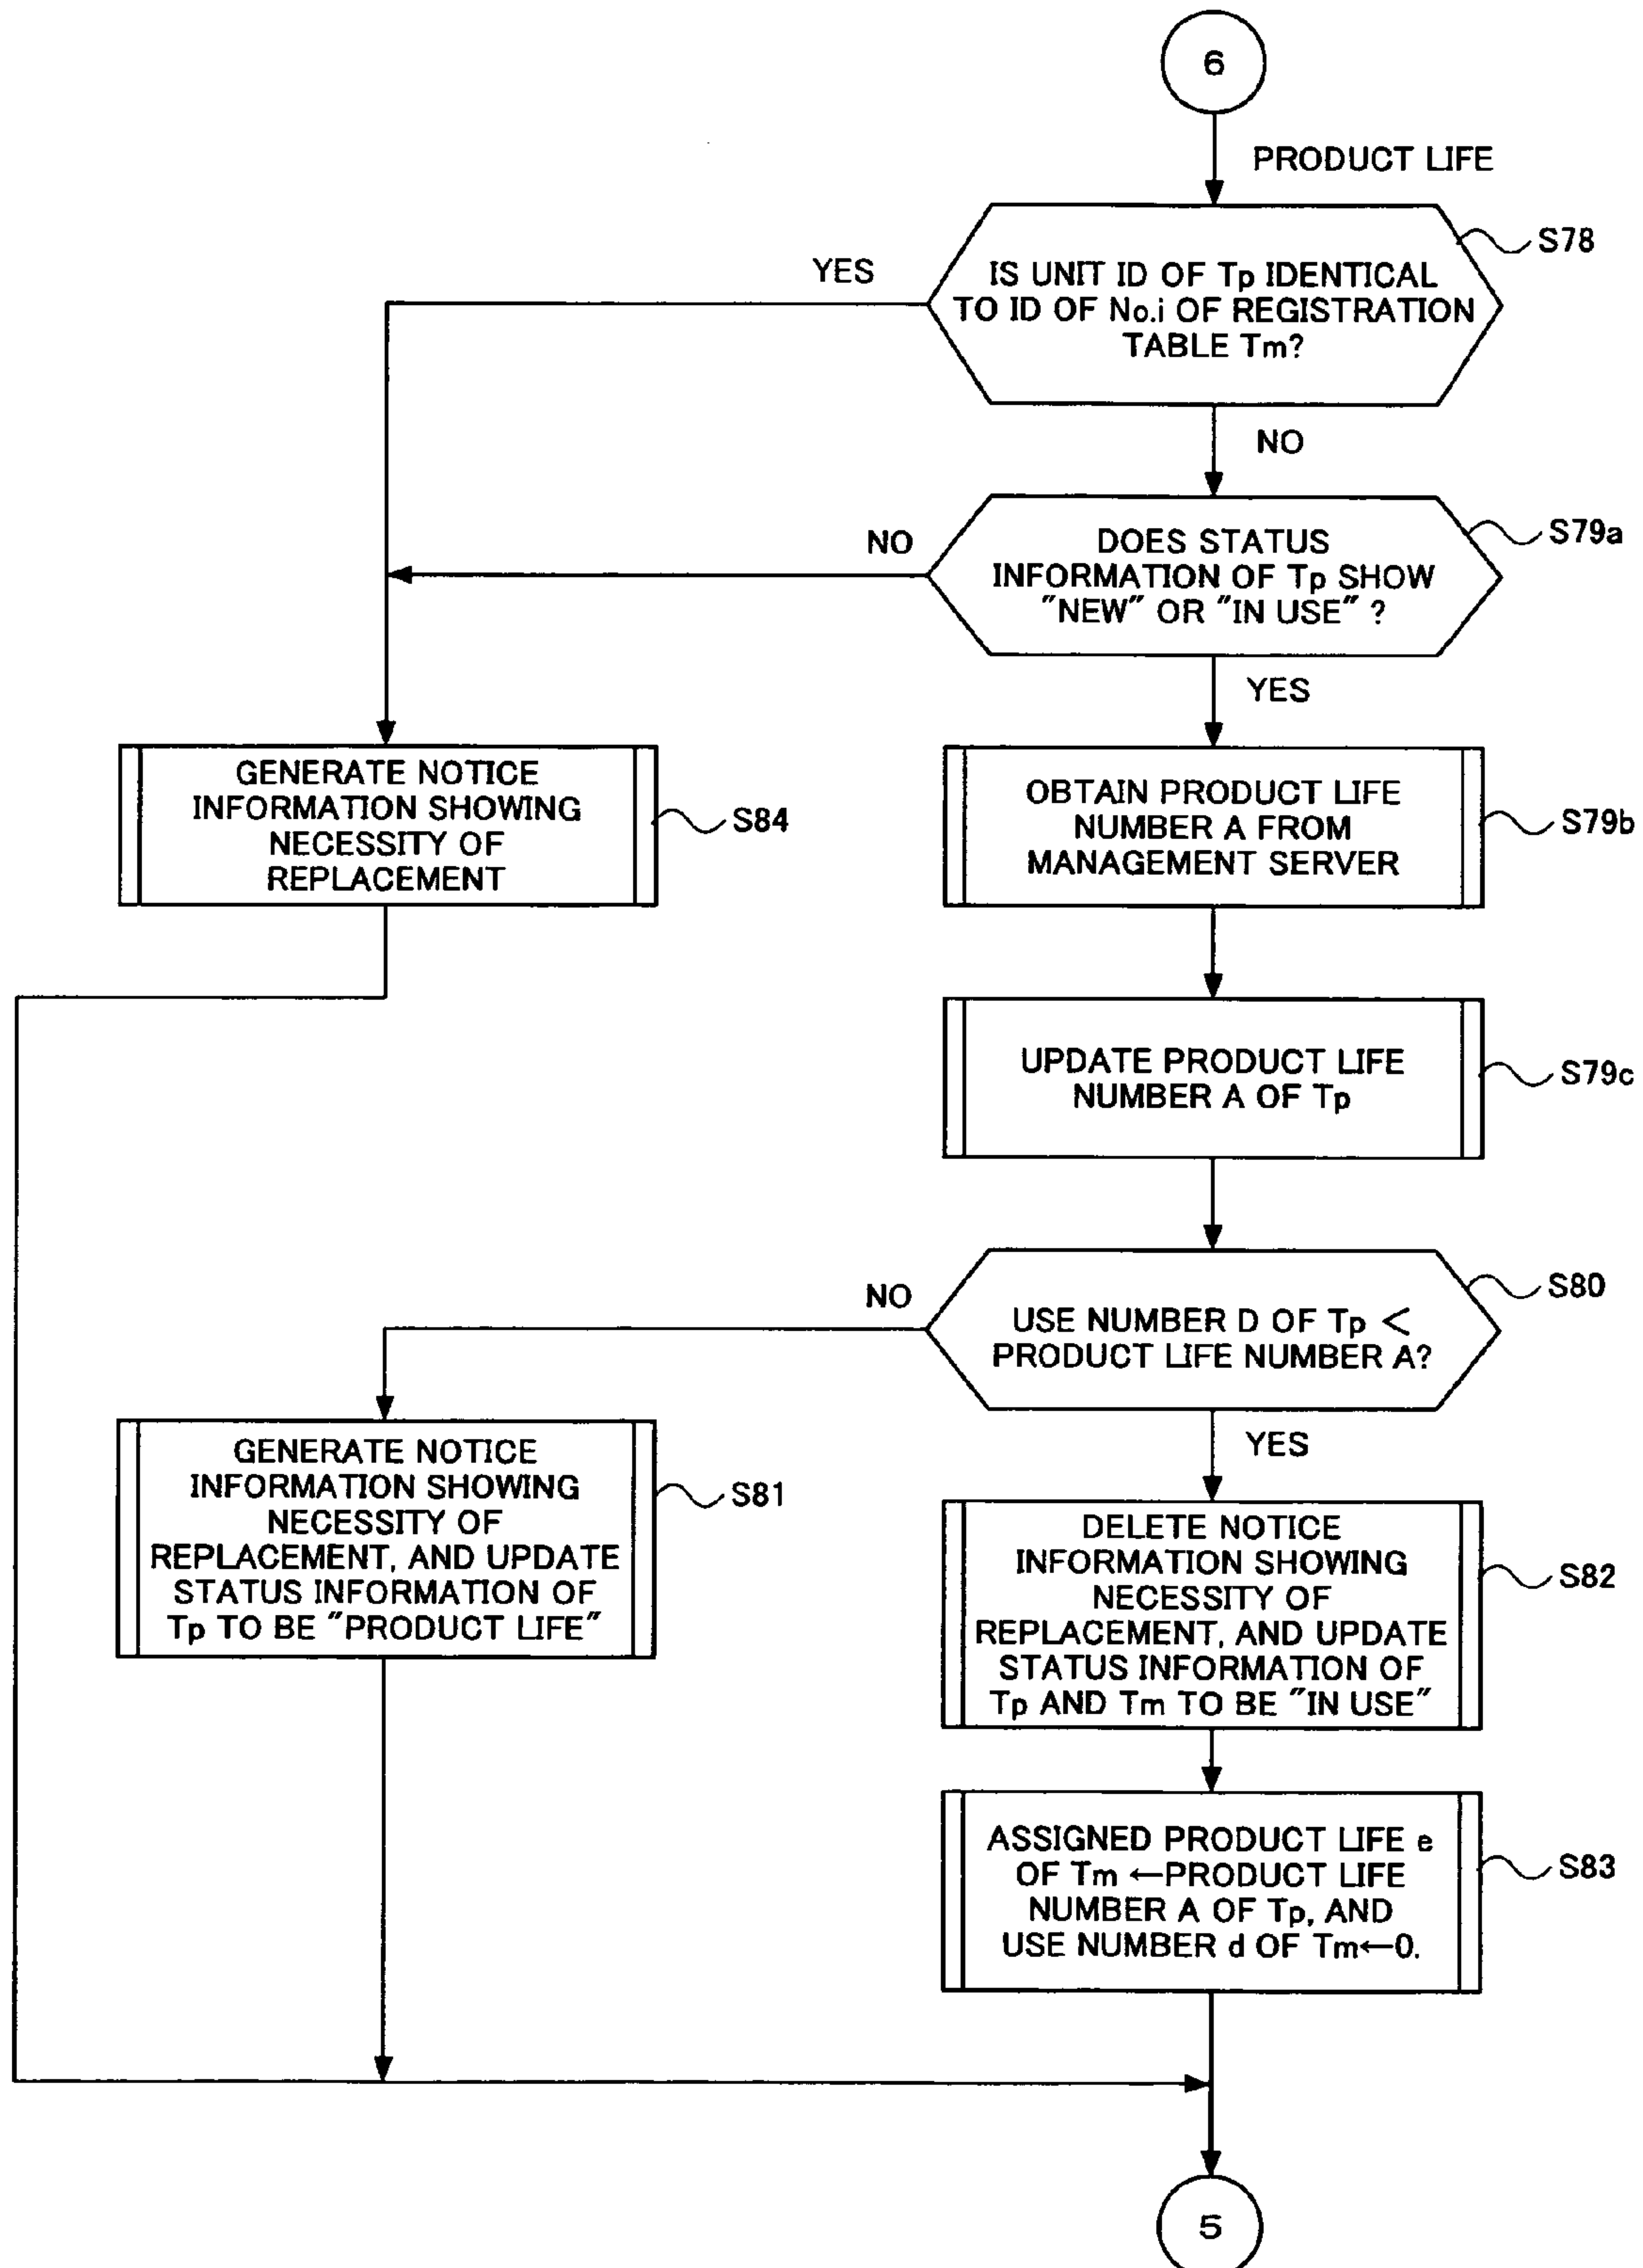 6
PRODUCT LIFE
S78
YES
IS UNIT ID OF Tp IDENTICAL
TO ID OF No.i OF REGISTRATION
TABLE Tm?
NO
S79a
NO
DOES STATUS
INFORMATION OF Tp SHOW
"NEW" OR "IN USE" ?
YES
GENERATE NOTICE
INFORMATION SHOWING
NECESSITY OF
REPLACEMENT
S84
OBTAIN PRODUCT LIFE
NUMBER A FROM
MANAGEMENT SERVER
S79b
UPDATE PRODUCT LIFE
NUMBER A OF Tp
S79c
NO
USE NUMBER D OF Tp <
PRODUCT LIFE NUMBER A?
S80
YES
GENERATE NOTICE
INFORMATION SHOWING
NECESSITY OF
REPLACEMENT, AND UPDATE
STATUS INFORMATION OF
Tp TO BE "PRODUCT LIFE"
S81
DELETE NOTICE
INFORMATION SHOWING
NECESSITY OF
REPLACEMENT, AND UPDATE
STATUS INFORMATION OF
Tp AND Tm TO BE "IN USE"
S82
ASSIGNED PRODUCT LIFE e
OF Tm ←PRODUCT LIFE
NUMBER A OF Tp, AND
USE NUMBER d OF Tm←0.
S83
5